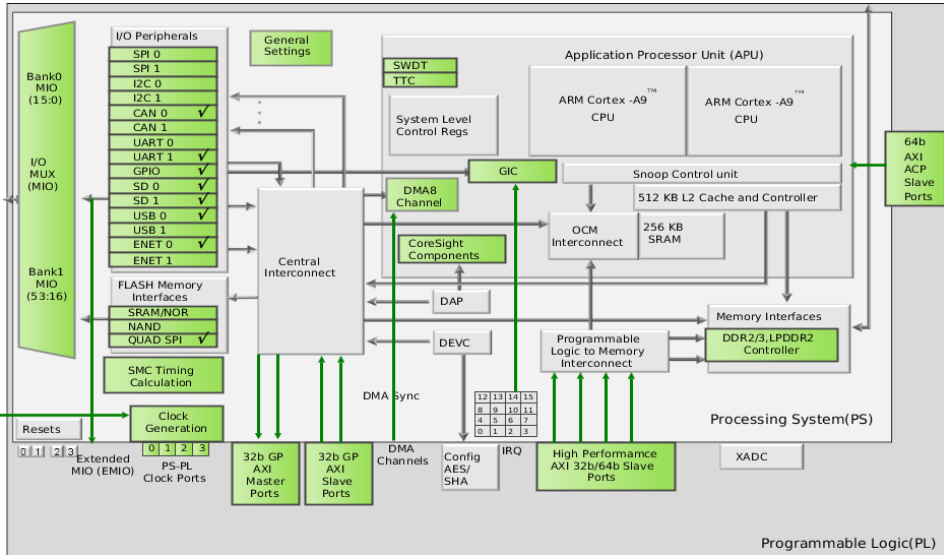 I/O Peripherals
SPI 0
SPI 1
I2C 0
I2C 1
CAN 0 ✓
CAN 1
UART 0
UART 1 ✓
GPIO ✓
SD 0 ✓
SD 1 ✓
USB 0 ✓
USB 1
ENET 0 ✓
ENET 1
Bank0
MIO
(15:0)
I/O
MUX
(MIO)
Bank1
MIO
(53:16)
FLASH Memory
Interfaces
SRAM/NOR
NAND
QUAD SPI ✓
SMC Timing
Calculation
Clock
Generation
Resets
0 1 2 3
Extended
MIO (EMIO)
0 1 2 3
PS-PL
Clock Ports
General
Settings
Application Processor Unit (APU)
SWDT
TTC
System Level
Control Regs
ARM Cortex -A9™
CPU
ARM Cortex -A9™
CPU
GIC
Snoop Control unit
512 KB L2 Cache and Controller
DMA8
Channel
OCM
Interconnect
256 KB
SRAM
CoreSight
Components
Central
Interconnect
DAP
DEVC
Programmable
Logic to Memory
Interconnect
Memory Interfaces
DDR2/3,LPDDR2
Controller
64b
AXI
ACP
Slave
Ports
DMA Sync
12 13 14 15
8 9 10 11
4 5 6 7
0 1 2 3
Processing System(PS)
32b GP
AXI
Master
Ports
32b GP
AXI
Slave
Ports
DMA
Channels
Config
AES/
SHA
IRQ
High Performamce
AXI 32b/64b Slave
Ports
XADC
Programmable Logic(PL)